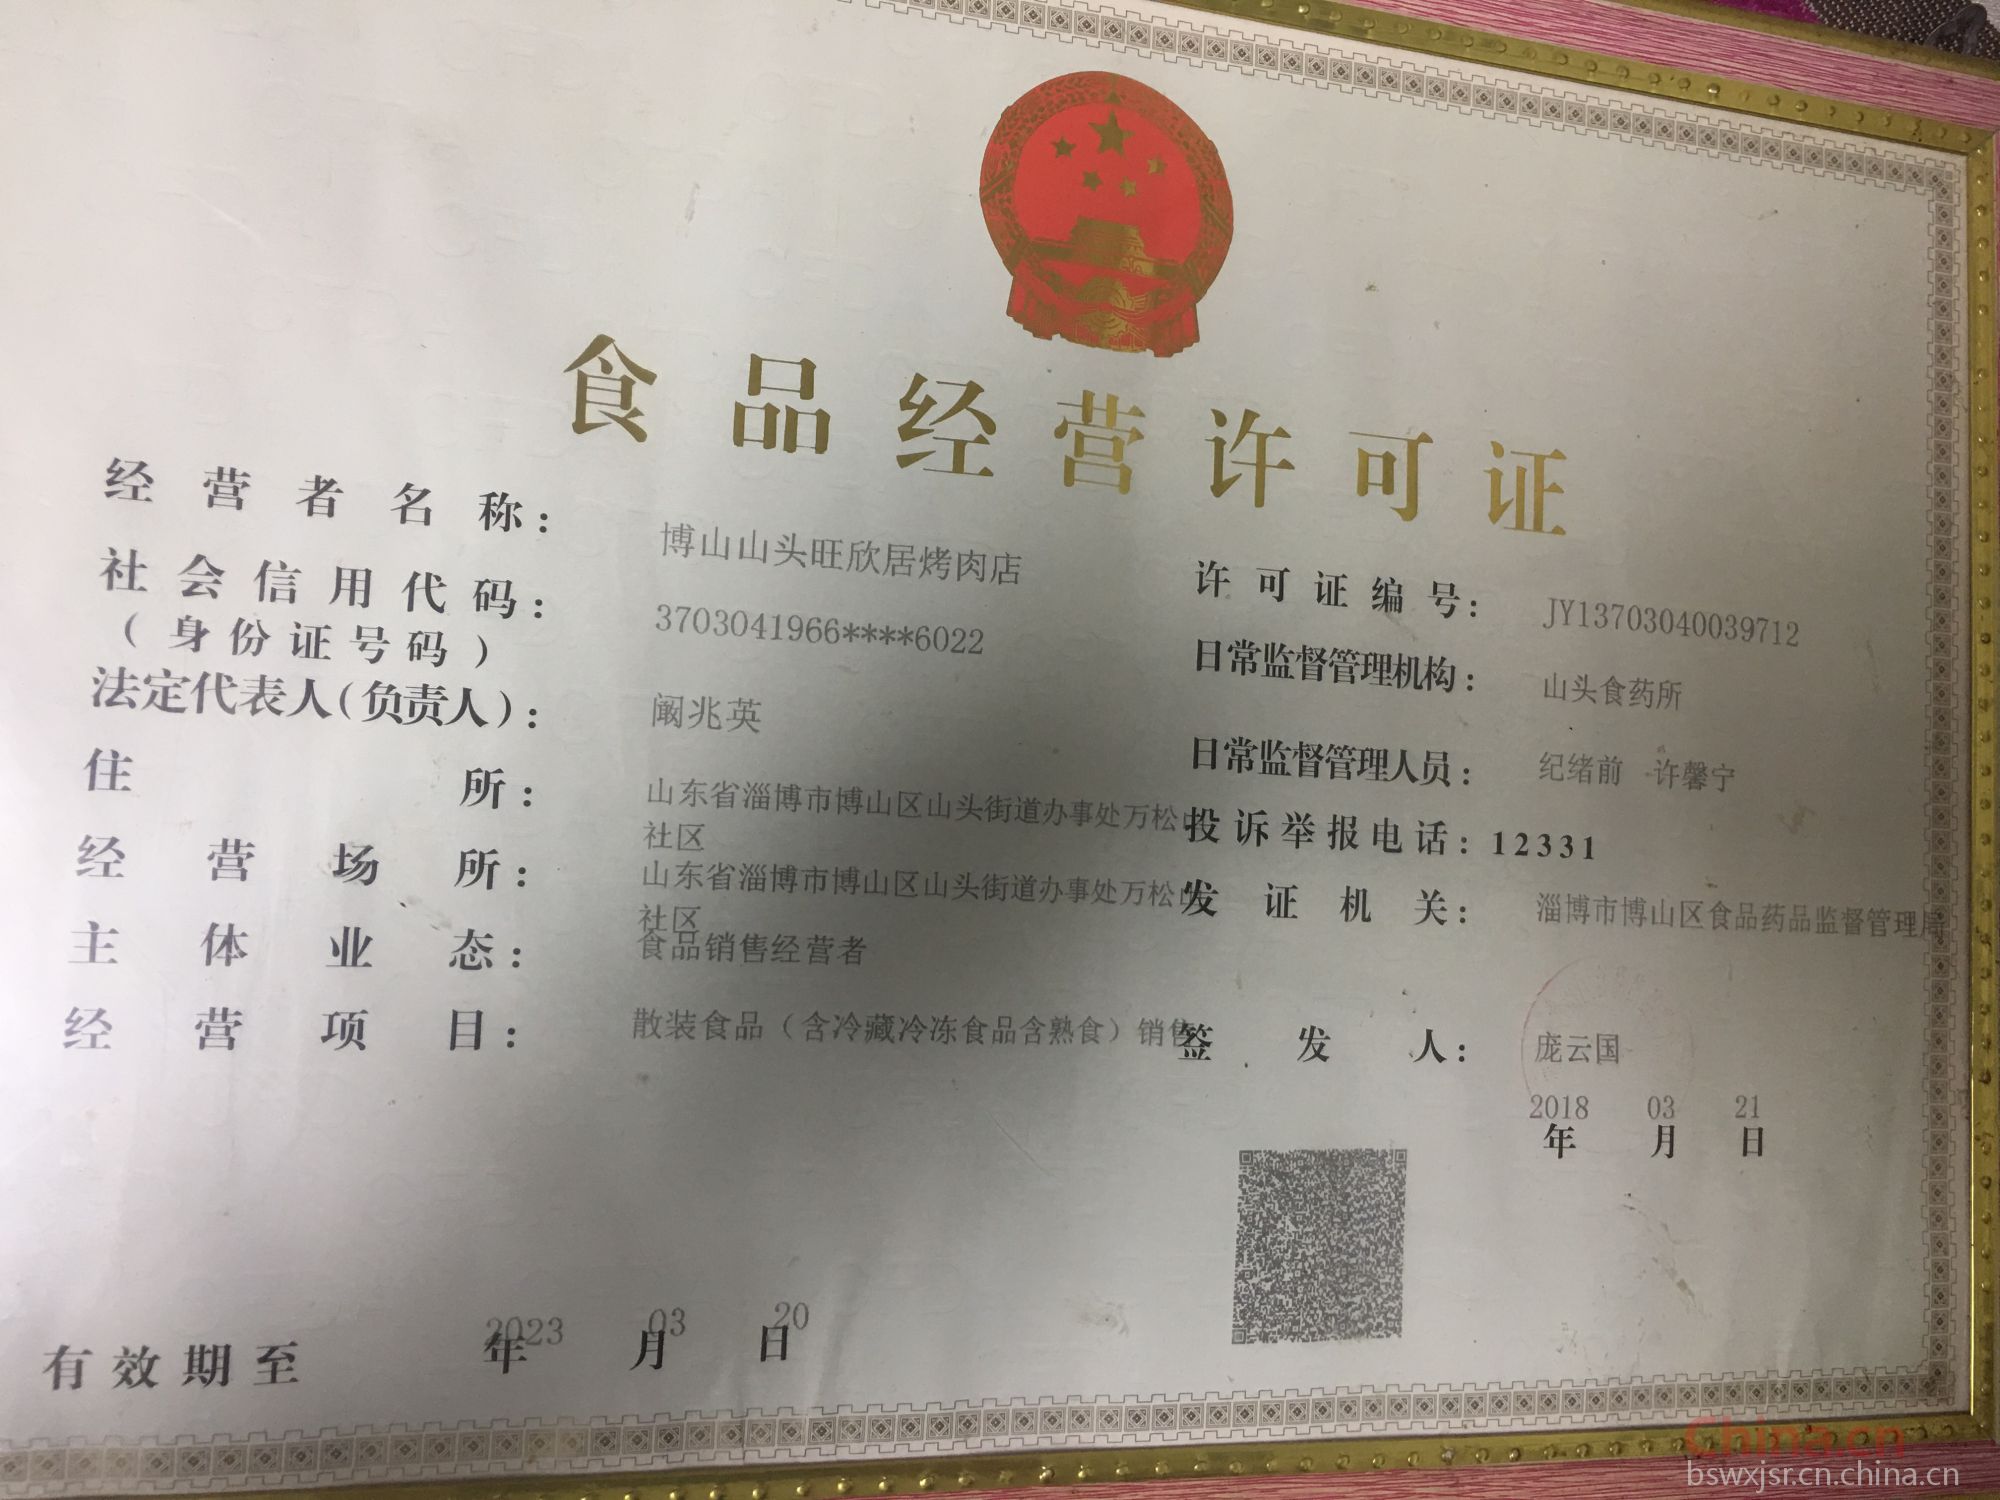 食品经营许可证
经营者名称： 博山山头旺欣居烤肉店
社会信用代码： 3703041966****6022
（身份证号码）
法定代表人（负责人）： 阚兆英
住所： 山东省淄博市博山区山头街道办事处万松山
社区
经营场所： 山东省淄博市博山区山头街道办事处万松山
社区
主体业态： 食品销售经营者
经营项目： 散装食品（含冷藏冷冻食品含熟食）销售
许可证编号： JY13703040039712
日常监督管理机构： 山头食药所
日常监督管理人员： 纪绪前 许馨宁
投诉举报电话：12331
发证机关： 淄博市博山区食品药品监督管理局
签发人： 庞云国
2018 03 21
年 月 日
有效期至 2023 03 20
年 月 日
China.cn
bswxjsr.cn.china.cn